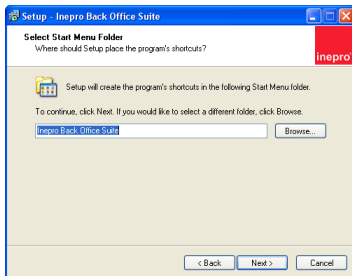 Setup - Inepro Back Office Suite
Select Start Menu Folder
Where should Setup place the program's shortcuts?
inepro
Setup will create the program's shortcuts in the following Start Menu folder.
To continue, click Next. If you would like to select a different folder, click Browse.
Inepro Back Office Suite
Browse...
< Back
Next >
Cancel